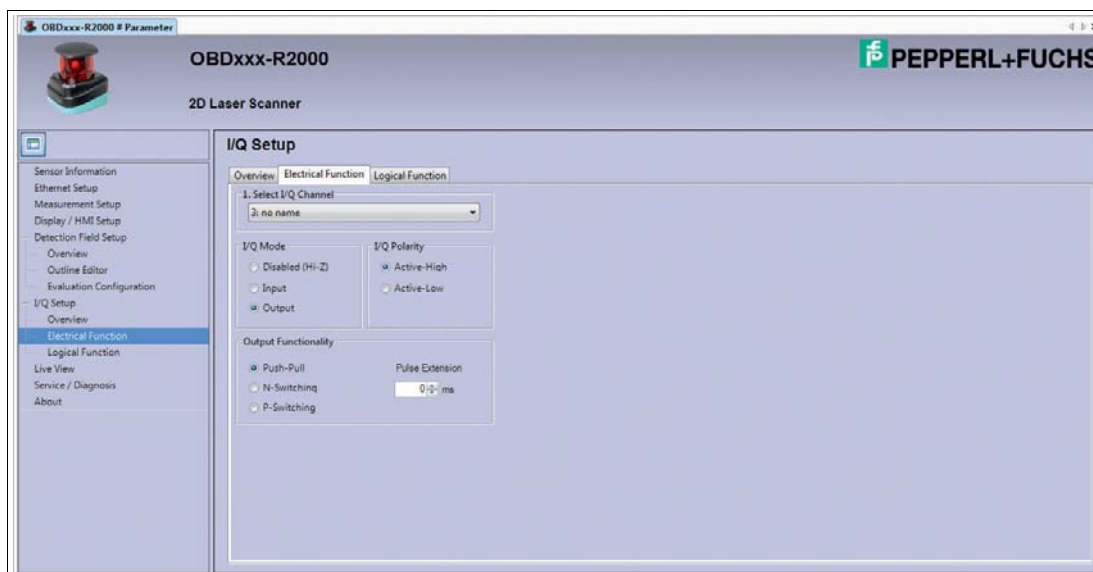 OBDxxx-R2000 # Parameter
OBDxxx-R2000
PEPPERL+FUCHS
2D Laser Scanner
I/Q Setup
Sensor Information
Ethernet Setup
Measurement Setup
Display / HMI Setup
Detection Field Setup
Overview
Outline Editor
Evaluation Configuration
I/Q Setup
Overview
Electrical Function
Logical Function
Live View
Service / Diagnosis
About
Overview Electrical Function Logical Function
1. Select I/Q Channel
3: no name
I/Q Mode
Disabled (Hi-Z)
Input
Output
I/Q Polarity
Active-High
Active-Low
Output Functionality
Push-Pull
N-Switching
P-Switching
Pulse Extension
0 ms